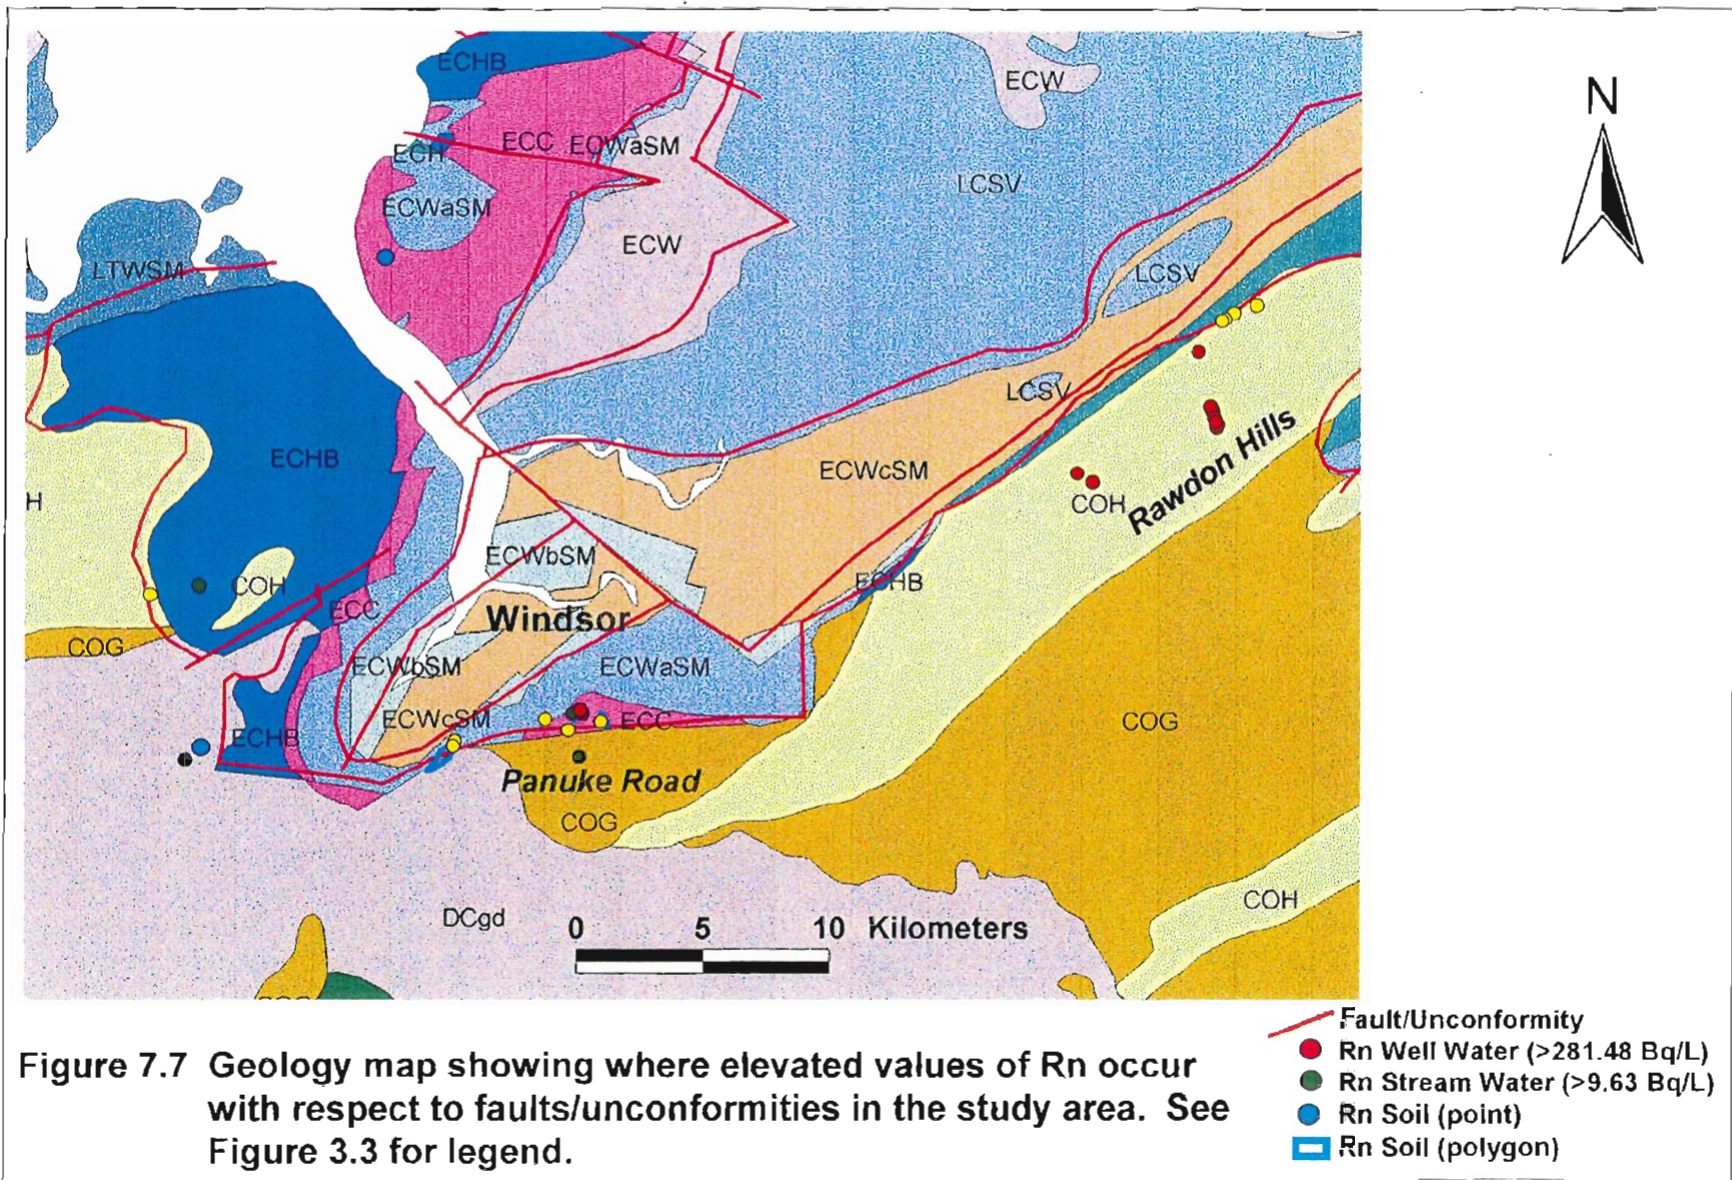 ECHB
ECW
N
ECC
ECWaSM
ECH
LCSV
ECWaSM
ECW
LTWSM
LCSV
LCSV
ECHB
ECWcSM
H
COH
Rawdon Hills
ECWbSM
ECHB
COH
ECC
Windsor
COG
ECWbSM
ECWaSM
ECWcSM
ECC
COG
ECHB
Panuke Road
COG
COH
DCgd
0 5 10 Kilometers
Fault/Unconformity
Rn Well Water (>281.48 Bq/L)
Rn Stream Water (>9.63 Bq/L)
Rn Soil (point)
Rn Soil (polygon)
Figure 7.7 Geology map showing where elevated values of Rn occur
with respect to faults/unconformities in the study area. See
Figure 3.3 for legend.